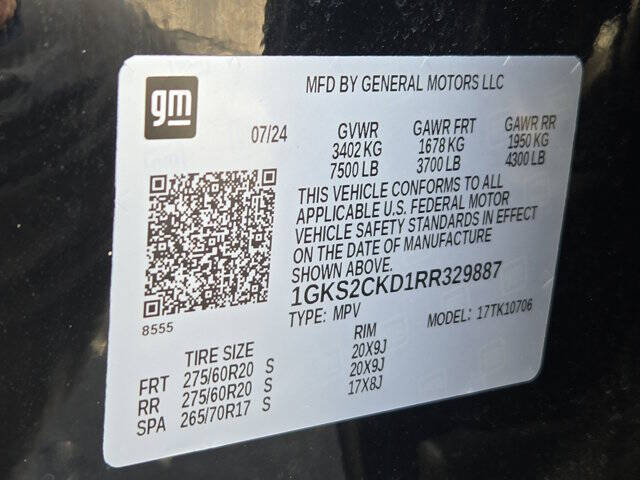 gm
MFD BY GENERAL MOTORS LLC
07/24 GVWR GAWR FRT GAWR RR
3402 KG 1678 KG 1950 KG
7500 LB 3700 LB 4300 LB
THIS VEHICLE CONFORMS TO ALL
APPLICABLE U.S. FEDERAL MOTOR
VEHICLE SAFETY STANDARDS IN EFFECT
ON THE DATE OF MANUFACTURE
SHOWN ABOVE.
1GKS2CKD1RR329887
8555
TYPE: MPV MODEL: 17TK10706
TIRE SIZE RIM
FRT 275/60R20 S 20X9J
RR 275/60R20 S 20X9J
SPA 265/70R17 S 17X8J